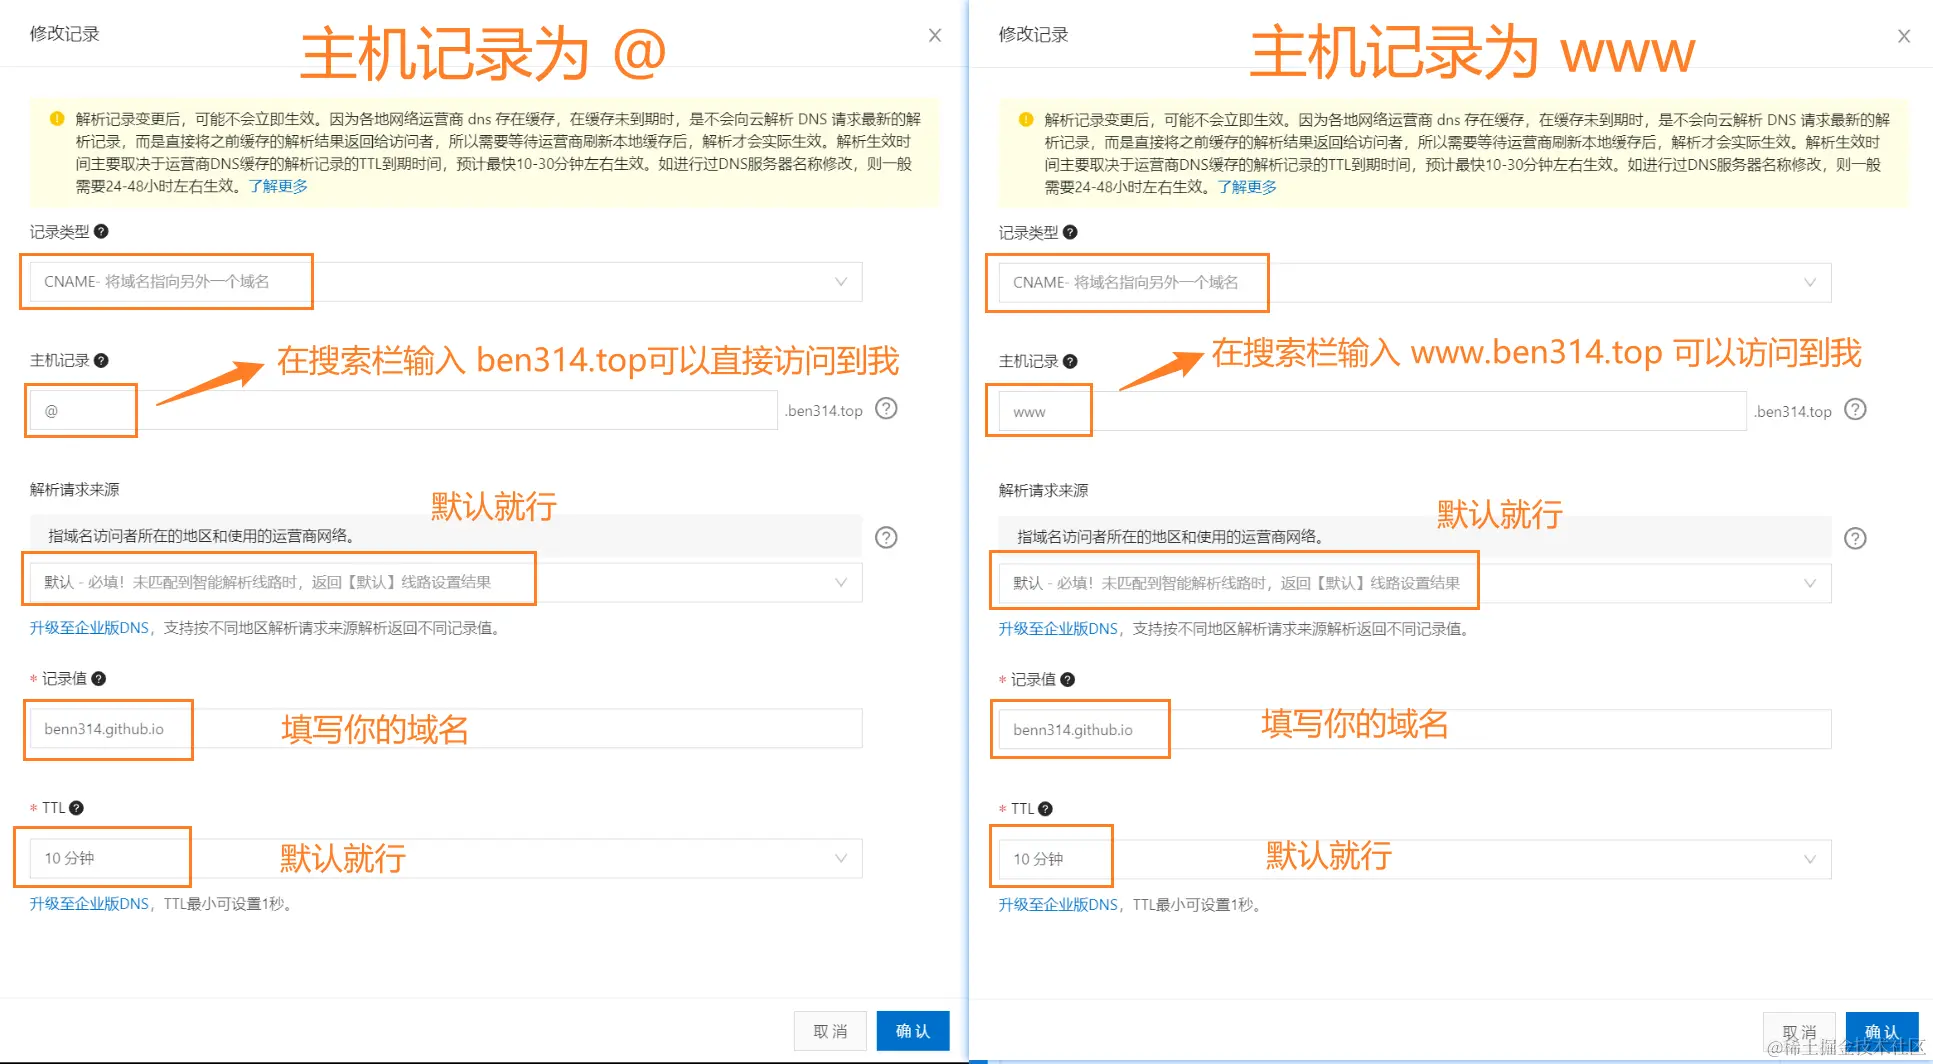 修改记录
主机记录为 @
解析记录变更后，可能不会立即生效。因为各地网络运营商 dns 存在缓存，在缓存未到期时，是不会向云解析 DNS 请求最新的解
析记录，而是直接将之前缓存的解析结果返回给访问者，所以需要等待运营商刷新本地缓存后，解析才会实际生效。解析生效时
间主要取决于运营商DNS缓存的解析记录的TTL到期时间，预计最快10-30分钟左右生效。如进行过DNS服务器名称修改，则一般
需要24-48小时左右生效。了解更多
记录类型
CNAME- 将域名指向另外一个域名
主机记录
在搜索栏输入 ben314.top可以直接访问到我
@
.ben314.top
解析请求来源
默认就行
指域名访问者所在的地区和使用的运营商网络。
默认 - 必填！未匹配到智能解析线路时，返回【默认】线路设置结果
升级至企业版DNS，支持按不同地区解析请求来源解析返回不同记录值。
* 记录值
benn314.github.io
填写你的域名
* TTL
10 分钟
默认就行
升级至企业版DNS，TTL最小可设置1秒。
取消
确认
修改记录
主机记录为 www
解析记录变更后，可能不会立即生效。因为各地网络运营商 dns 存在缓存，在缓存未到期时，是不会向云解析 DNS 请求最新的解
析记录，而是直接将之前缓存的解析结果返回给访问者，所以需要等待运营商刷新本地缓存后，解析才会实际生效。解析生效时
间主要取决于运营商DNS缓存的解析记录的TTL到期时间，预计最快10-30分钟左右生效。如进行过DNS服务器名称修改，则一般
需要24-48小时左右生效。了解更多
记录类型
CNAME- 将域名指向另外一个域名
主机记录
在搜索栏输入 www.ben314.top 可以访问到我
www
.ben314.top
解析请求来源
默认就行
指域名访问者所在的地区和使用的运营商网络。
默认 - 必填！未匹配到智能解析线路时，返回【默认】线路设置结果
升级至企业版DNS，支持按不同地区解析请求来源解析返回不同记录值。
* 记录值
benn314.github.io
填写你的域名
* TTL
10 分钟
默认就行
升级至企业版DNS，TTL最小可设置1秒。
取消
确认
@稀土掘金技术社区